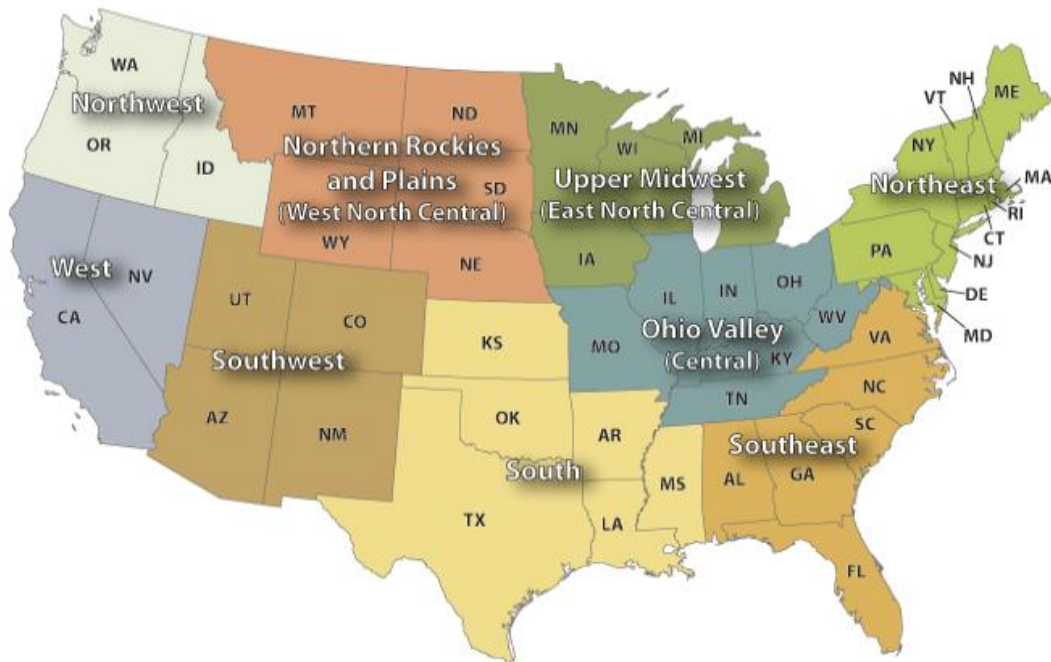 WA
Northwest
OR
ID
MT
ND
Northern Rockies
and Plains
(West North Central)
SD
WY
NE
MN
WI
MI
Upper Midwest
(East North Central)
IA
NH
VT
ME
NY
Northeast
MA
RI
CT
PA
NJ
DE
MD
West
NV
CA
UT
CO
Southwest
AZ
NM
KS
OK
AR
South
TX
LA
MS
IL
IN
OH
WV
Ohio Valley
(Central)
MO
KY
TN
VA
NC
SC
Southeast
AL
GA
FL